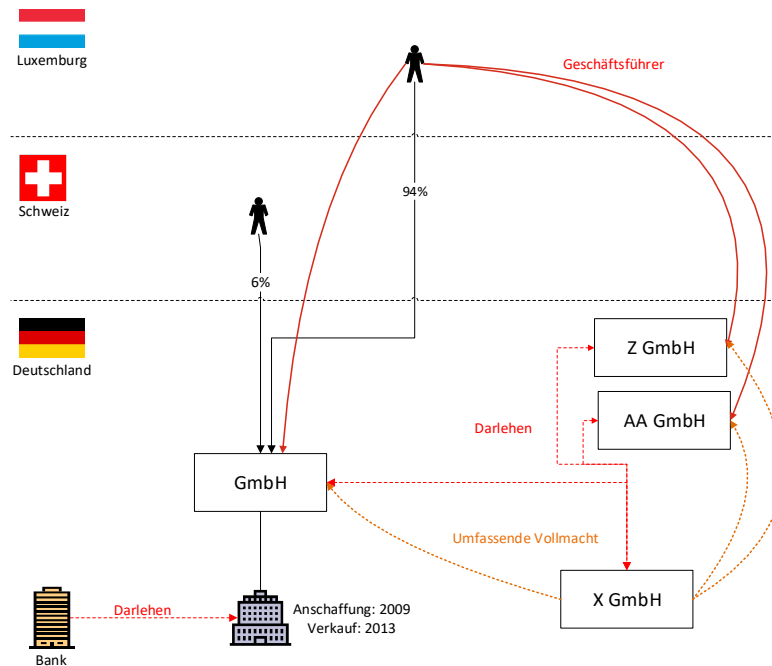 Luxemburg
Geschäftsführer
Schweiz
94%
6%
Deutschland
Z GmbH
AA GmbH
Darlehen
GmbH
Umfassende Vollmacht
X GmbH
Darlehen
Anschaffung: 2009
Verkauf: 2013
Bank